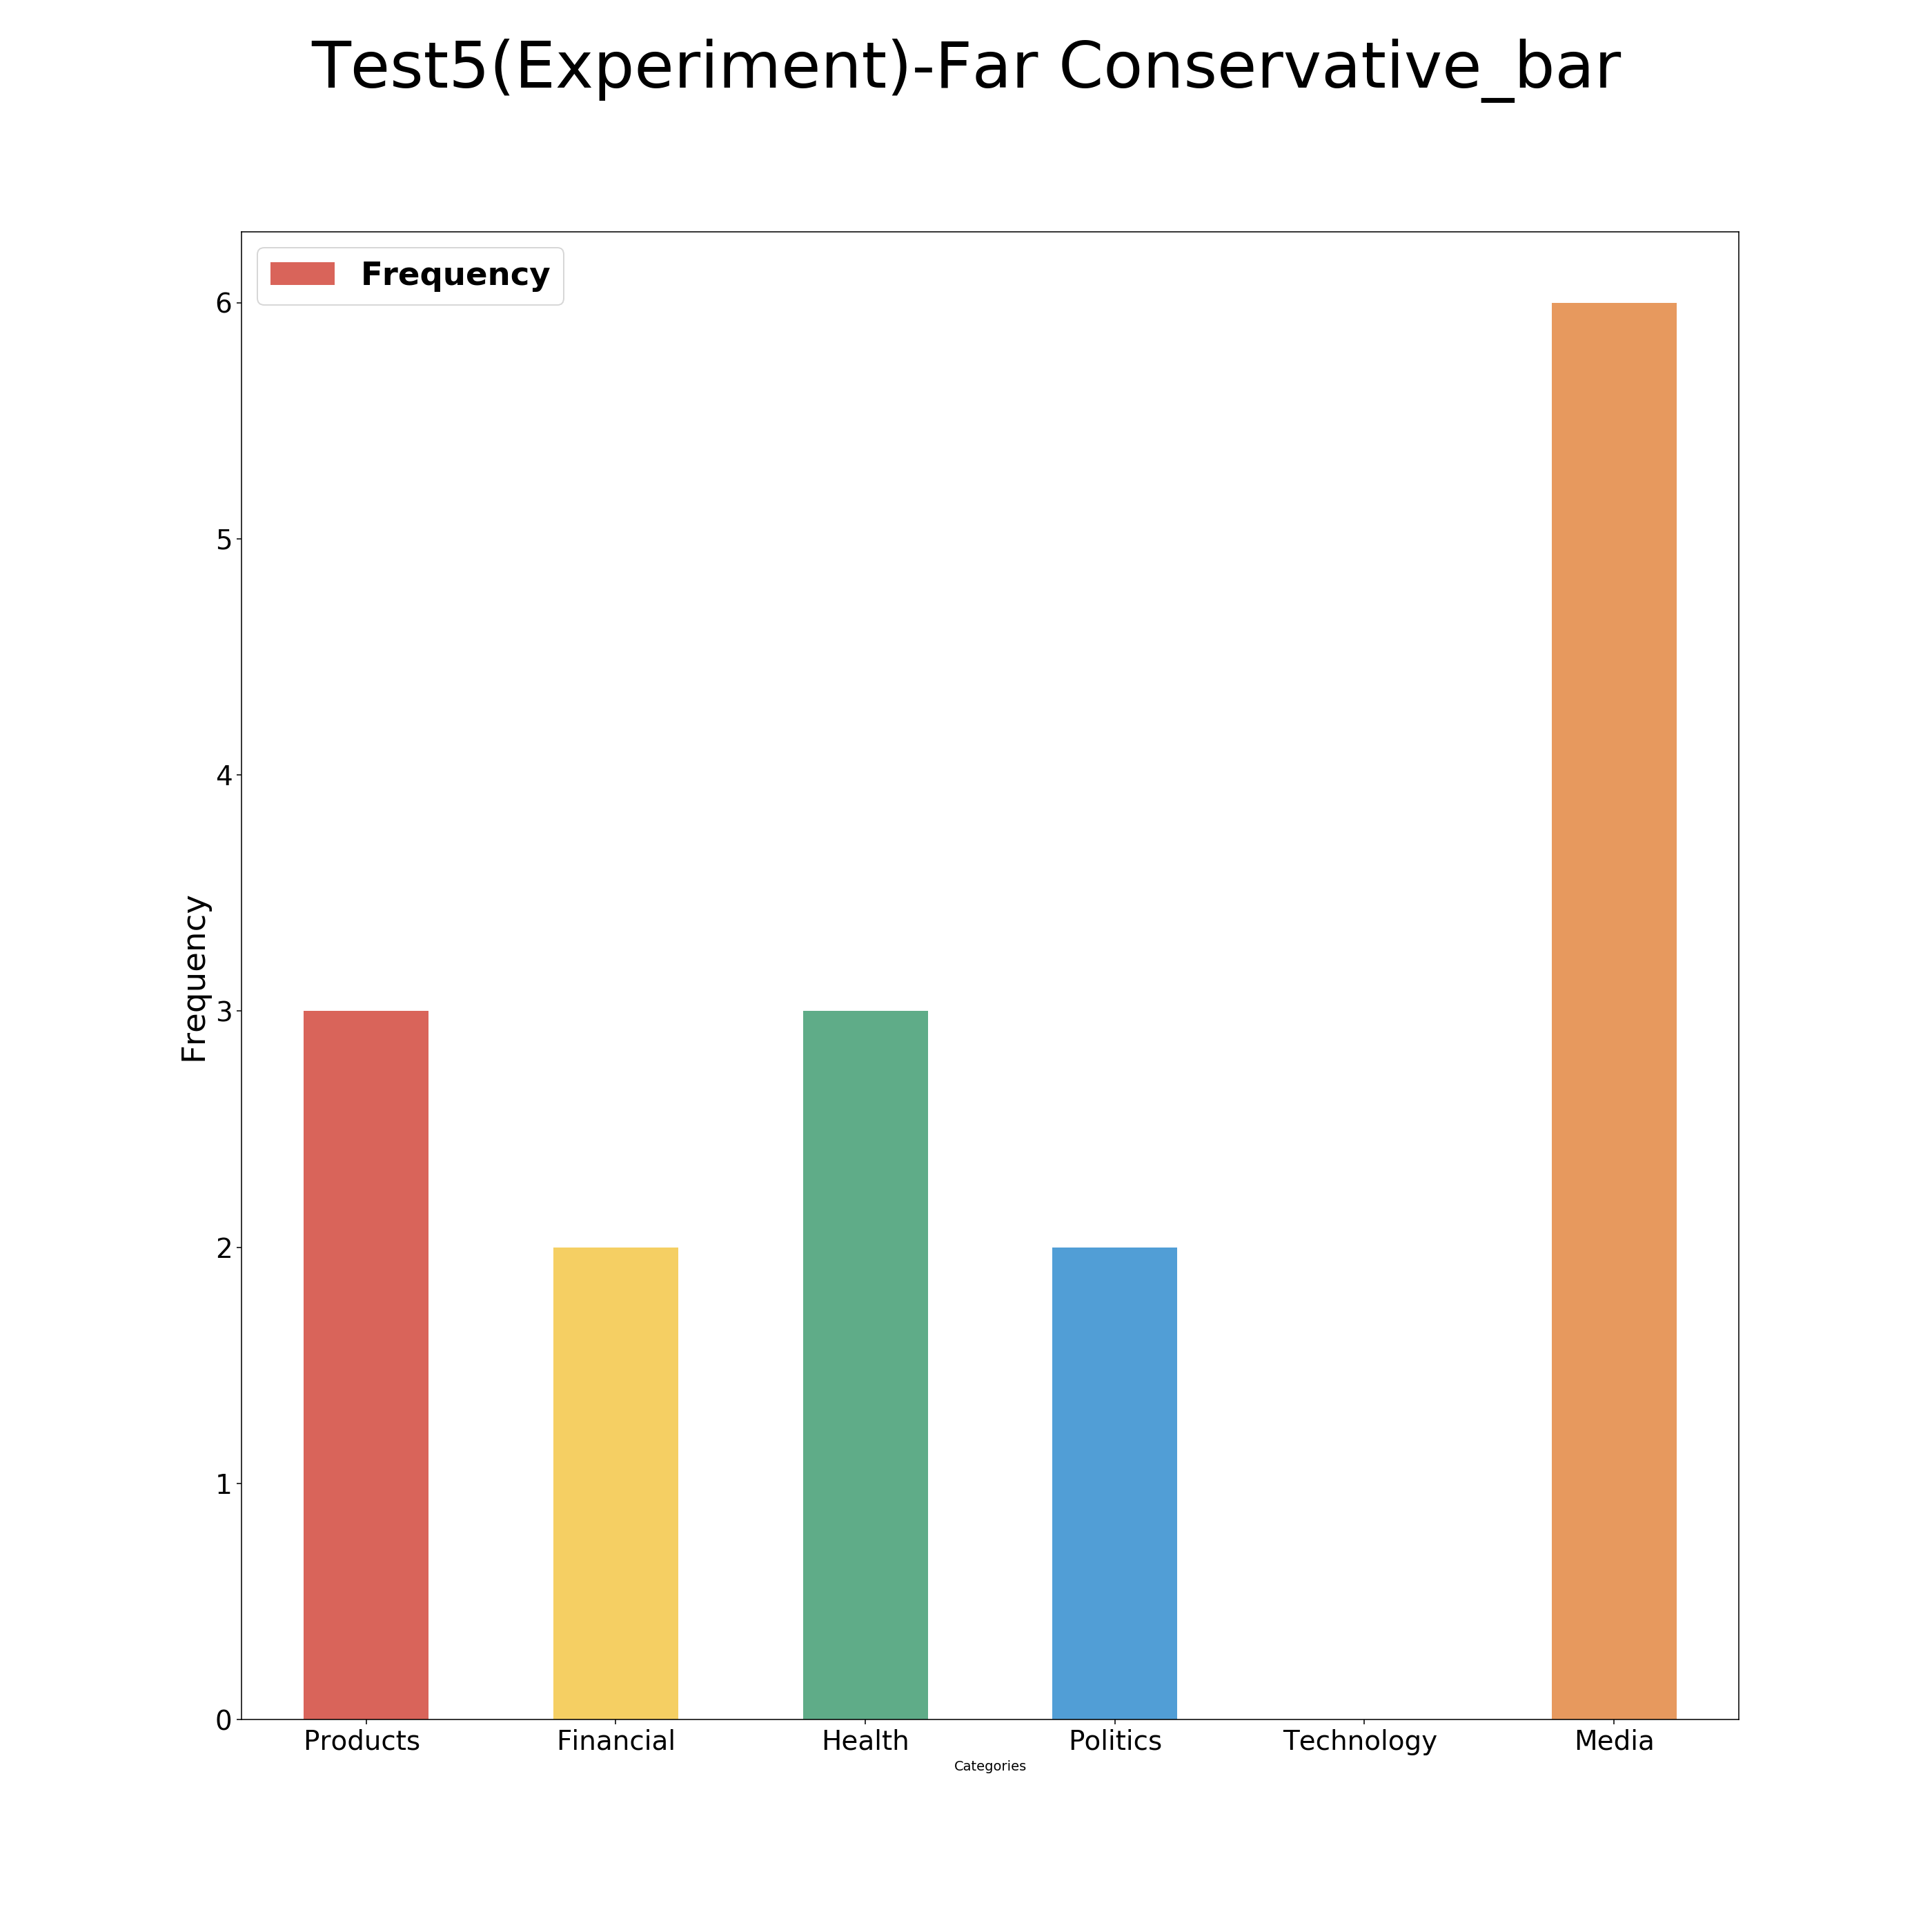 Test5(Experiment)-Far Conservative_bar
Frequency
6
5
4
3
2
1
0
Frequency
Products Financial Health Politics Technology Media
Categories